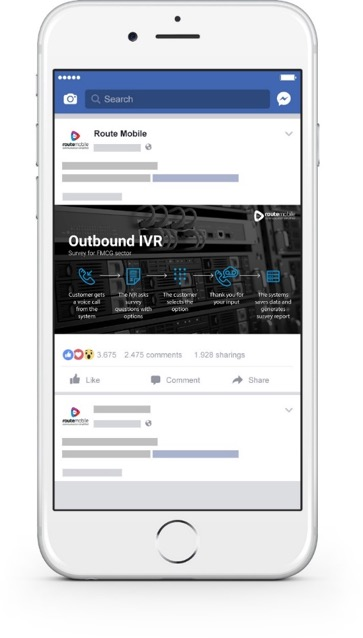 Search
routemobile
Route Mobile
routemobile
Outbound IVR
Survey for FMCG sector
Customer gets
a voice call
from the
system
The IVR asks
survey
questions with
options
The customer
selects the
option
Thank you for
your input
The systems
saves data and
generates
survey report
3.675 2.475 comments 1.928 sharings
Like Comment Share
routemobile